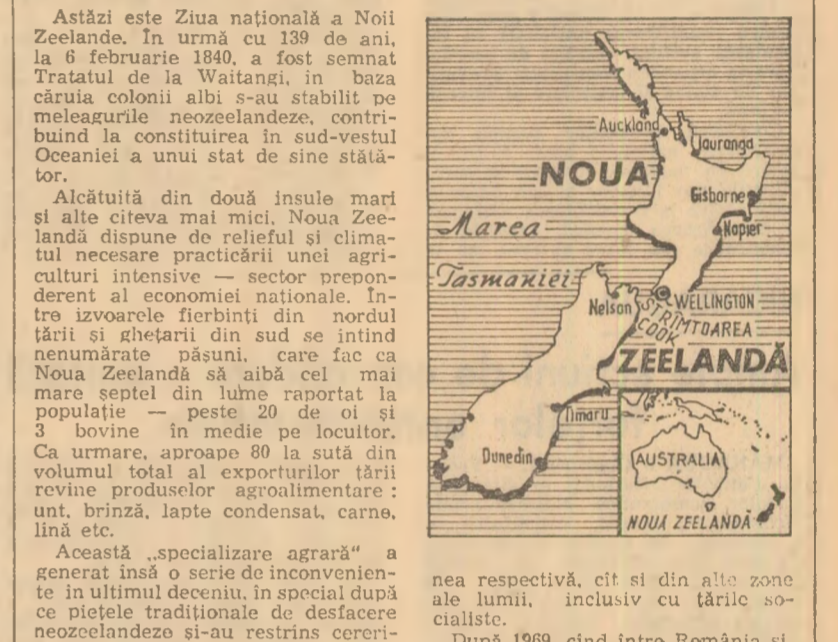 Astăzi este Ziua națională a Noii
Zeelande. În urmă cu 139 de ani,
la 6 februarie 1840, a fost semnat
Tratatul de la Waitangi, in baza
căruia colonii albi s-au stabilit pe
meleagurile neozeelandeze, contri-
buind la constituirea în sud-vestul
Oceaniei a unui stat de sine stătă-
tor.
Alcătuită din două insule mari
și alte citeva mai mici, Noua Zee-
landă dispune de relieful și clima-
tul necesare practicării unei agri-
culturi intensive — sector prepon-
derent al economiei naționale. În-
tre izvoarele fierbinți din nordul
țării și ghețarii din sud se intind
nenumărate pășuni, care fac ca
Noua Zeelandă să aibă cel mai
mare șeptel din lume raportat la
populație — peste 20 de oi și
3 bovine în medie pe locuitor.
Ca urmare, aproape 80 la sută din
volumul total al exporturilor țării
revine produselor agroalimentare :
unt, brinză, lapte condensat, carne,
lină etc.
Această „specializare agrară" a
generat însă o serie de inconvenien-
te in ultimul deceniu, în special după
ce piețele tradiționale de desfacere
neozeelandeze și-au restrins cereri-
Auckland
Tauranga
NOUA
Gisborne
Napier
Marea
Tasmaniei
Nelson
WELLINGTON
STRÎMTOAREA
COOK
ZEELANDĂ
Timaru
Dunedin
AUSTRALIA
NOUA ZEELANDĂ
nea respectivă, cît si din alte zone
ale lumii, inclusiv cu țările so-
cialiste.
După 1969, cind între România și